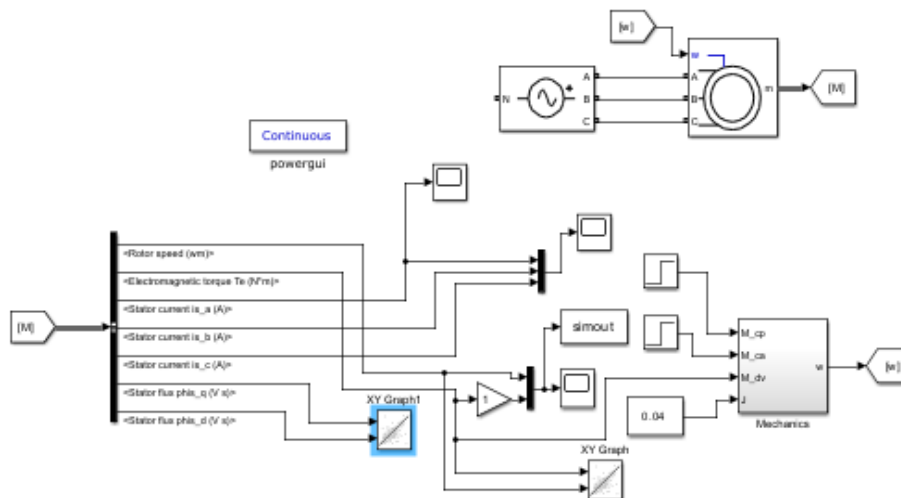 [w]
w
A
A
N
B
B
m
[M]
C
C
Continuous
powergui
<Rotor speed (wm)>
<Electromagnetic torque Te (N*m)>
<Stator current is_a (A)>
[M]
<Stator current is_b (A)>
simout
M_cp
<Stator current is_c (A)>
M_ca
w
[w]
<Stator flux phis_q (V s)>
M_dv
XY Graph1
1
J
<Stator flux phis_d (V s)>
0.04
Mechanics
XY Graph